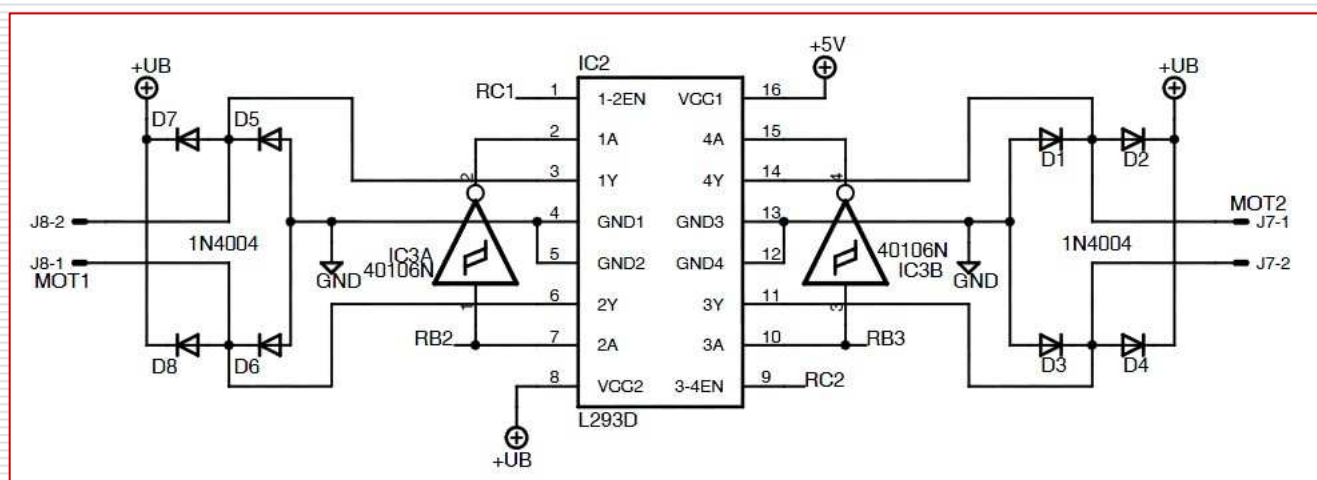 +5V
+UB
IC2
+UB
RC1
1
1-2EN
VCC1
16
D7
D5
2
1A
4A
15
D1
D2
3
1Y
4Y
14
2
4
MOT2
J8-2
4
GND1
GND3
13
J7-1
1N4004
IC3A
40106N
40106N
IC3B
1N4004
J8-1
MOT1
GND
5
GND2
GND4
12
GND
J7-2
6
2Y
3Y
11
1
3
RB2
7
2A
3A
10
RB3
D8
D6
D3
D4
8
VCC2
3-4EN
9
RC2
L293D
+UB